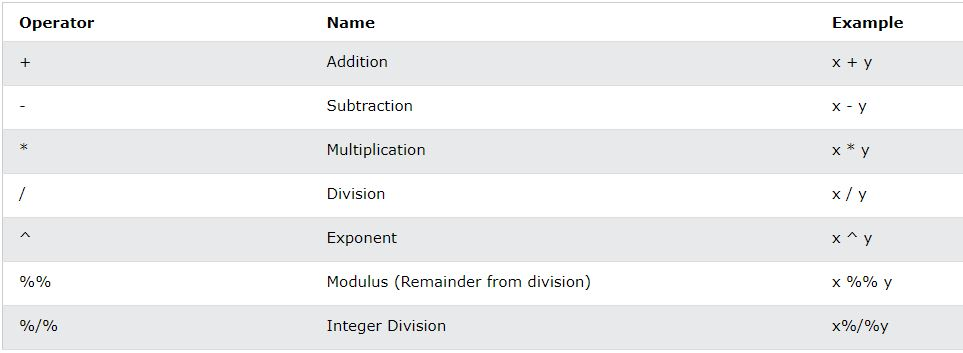 Operator Name Example
+ Addition x + y
- Subtraction x - y
* Multiplication x * y
/ Division x / y
^ Exponent x ^ y
%% Modulus (Remainder from division) x %% y
%/% Integer Division x%/%y